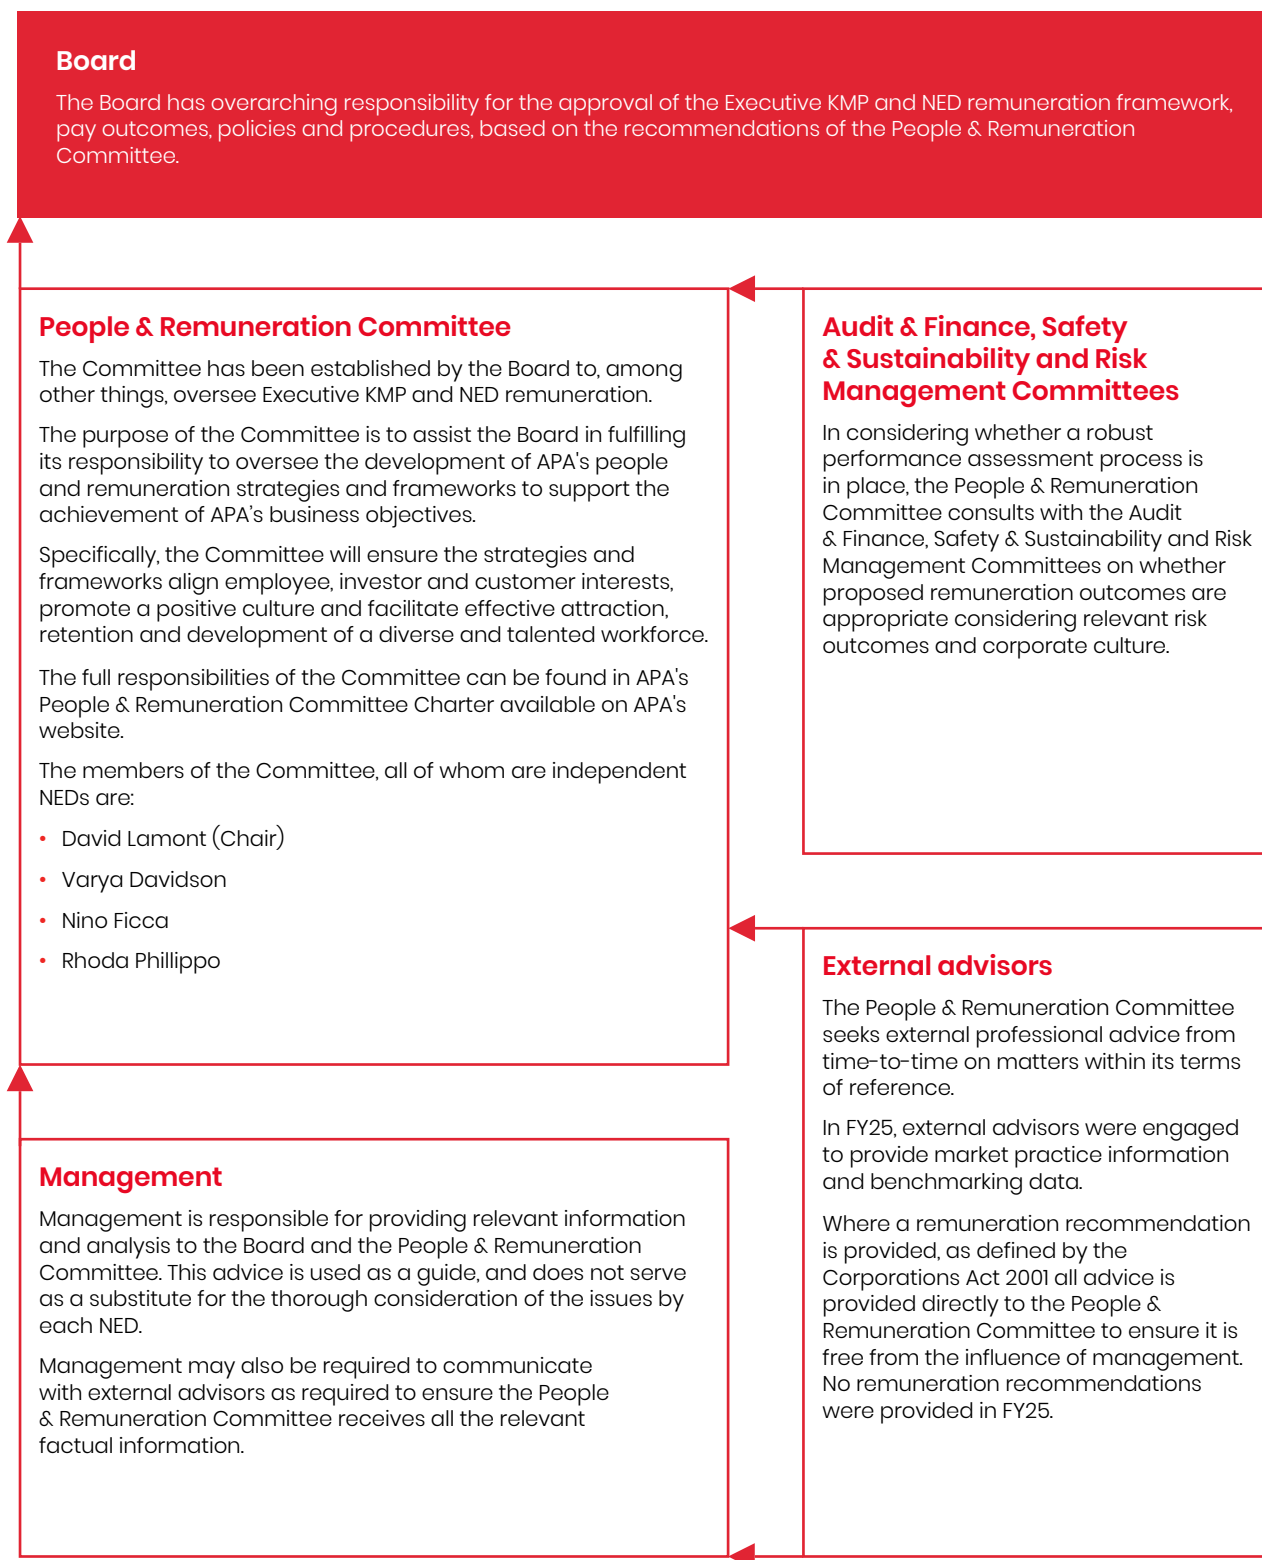 Board
The Board has overarching responsibility for the approval of the Executive KMP and NED remuneration framework,
pay outcomes, policies and procedures, based on the recommendations of the People & Remuneration
Committee.
People & Remuneration Committee
The Committee has been established by the Board to, among
other things, oversee Executive KMP and NED remuneration.
The purpose of the Committee is to assist the Board in fulfilling
its responsibility to oversee the development of APA's people
and remuneration strategies and frameworks to support the
achievement of APA’s business objectives.
Specifically, the Committee will ensure the strategies and
frameworks align employee, investor and customer interests,
promote a positive culture and facilitate effective attraction,
retention and development of a diverse and talented workforce.
The full responsibilities of the Committee can be found in APA's
People & Remuneration Committee Charter available on APA's
website.
The members of the Committee, all of whom are independent
NEDs are:
• David Lamont (Chair)
• Varya Davidson
• Nino Ficca
• Rhoda Phillippo
Audit & Finance, Safety
& Sustainability and Risk
Management Committees
In considering whether a robust
performance assessment process is
in place, the People & Remuneration
Committee consults with the Audit
& Finance, Safety & Sustainability and Risk
Management Committees on whether
proposed remuneration outcomes are
appropriate considering relevant risk
outcomes and corporate culture.
Management
Management is responsible for providing relevant information
and analysis to the Board and the People & Remuneration
Committee. This advice is used as a guide, and does not serve
as a substitute for the thorough consideration of the issues by
each NED.
Management may also be required to communicate
with external advisors as required to ensure the People
& Remuneration Committee receives all the relevant
factual information.
External advisors
The People & Remuneration Committee
seeks external professional advice from
time-to-time on matters within its terms
of reference.
In FY25, external advisors were engaged
to provide market practice information
and benchmarking data.
Where a remuneration recommendation
is provided, as defined by the
Corporations Act 2001 all advice is
provided directly to the People &
Remuneration Committee to ensure it is
free from the influence of management.
No remuneration recommendations
were provided in FY25.